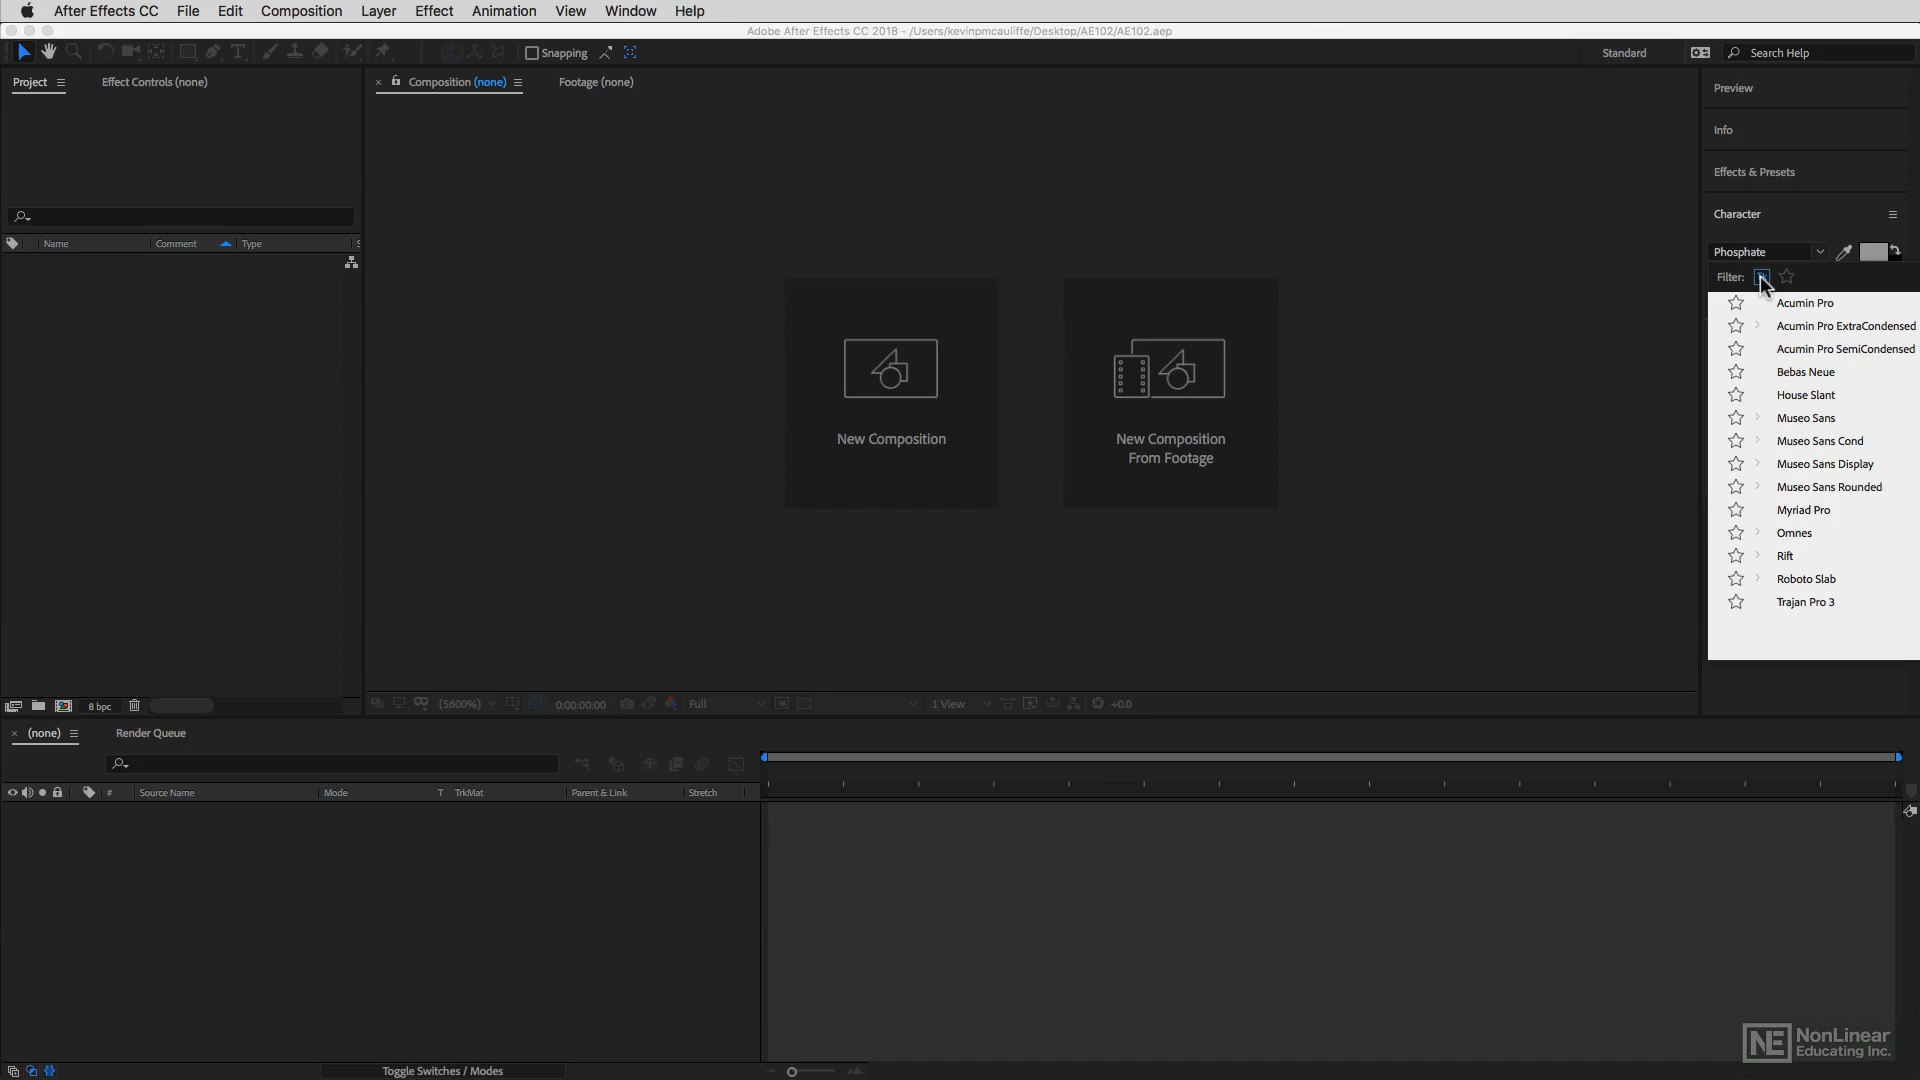 After Effects CC File Edit Composition Layer Effect Animation View Window Help
Adobe After Effects CC 2018 - /Users/kevinpmcauliffe/Desktop/AE102/AE102.aep
Snapping
Standard
Search Help
Project
Effect Controls (none)
Composition (none)
Footage (none)
Preview
Info
Effects & Presets
Character
Phosphate
Filter:
Acumin Pro
Acumin Pro ExtraCondensed
Acumin Pro SemiCondensed
Bebas Neue
House Slant
Museo Sans
Museo Sans Cond
Museo Sans Display
Museo Sans Rounded
Myriad Pro
Omnes
Rift
Roboto Slab
Trajan Pro 3
Name Comment Type
New Composition
New Composition
From Footage
8 bpc
(5600%) 0:00:00:00 Full 1 View +0.0
(none)
Render Queue
# Source Name Mode T TrkMat Parent & Link Stretch
Toggle Switches / Modes
NE NonLinear
Educating Inc.